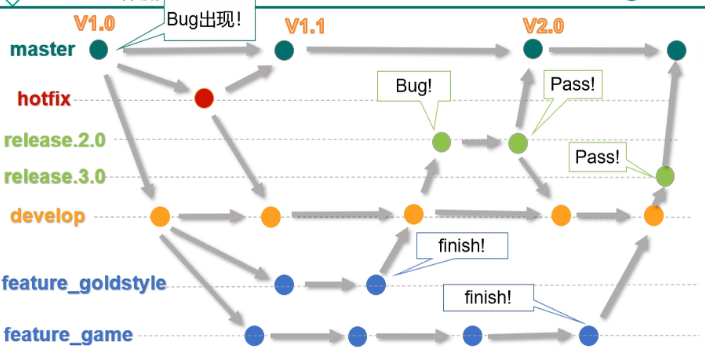 V1.0
Bug出现！
V1.1
V2.0
master
hotfix
Bug!
Pass!
release.2.0
Pass!
release.3.0
develop
finish!
feature_goldstyle
finish!
feature_game